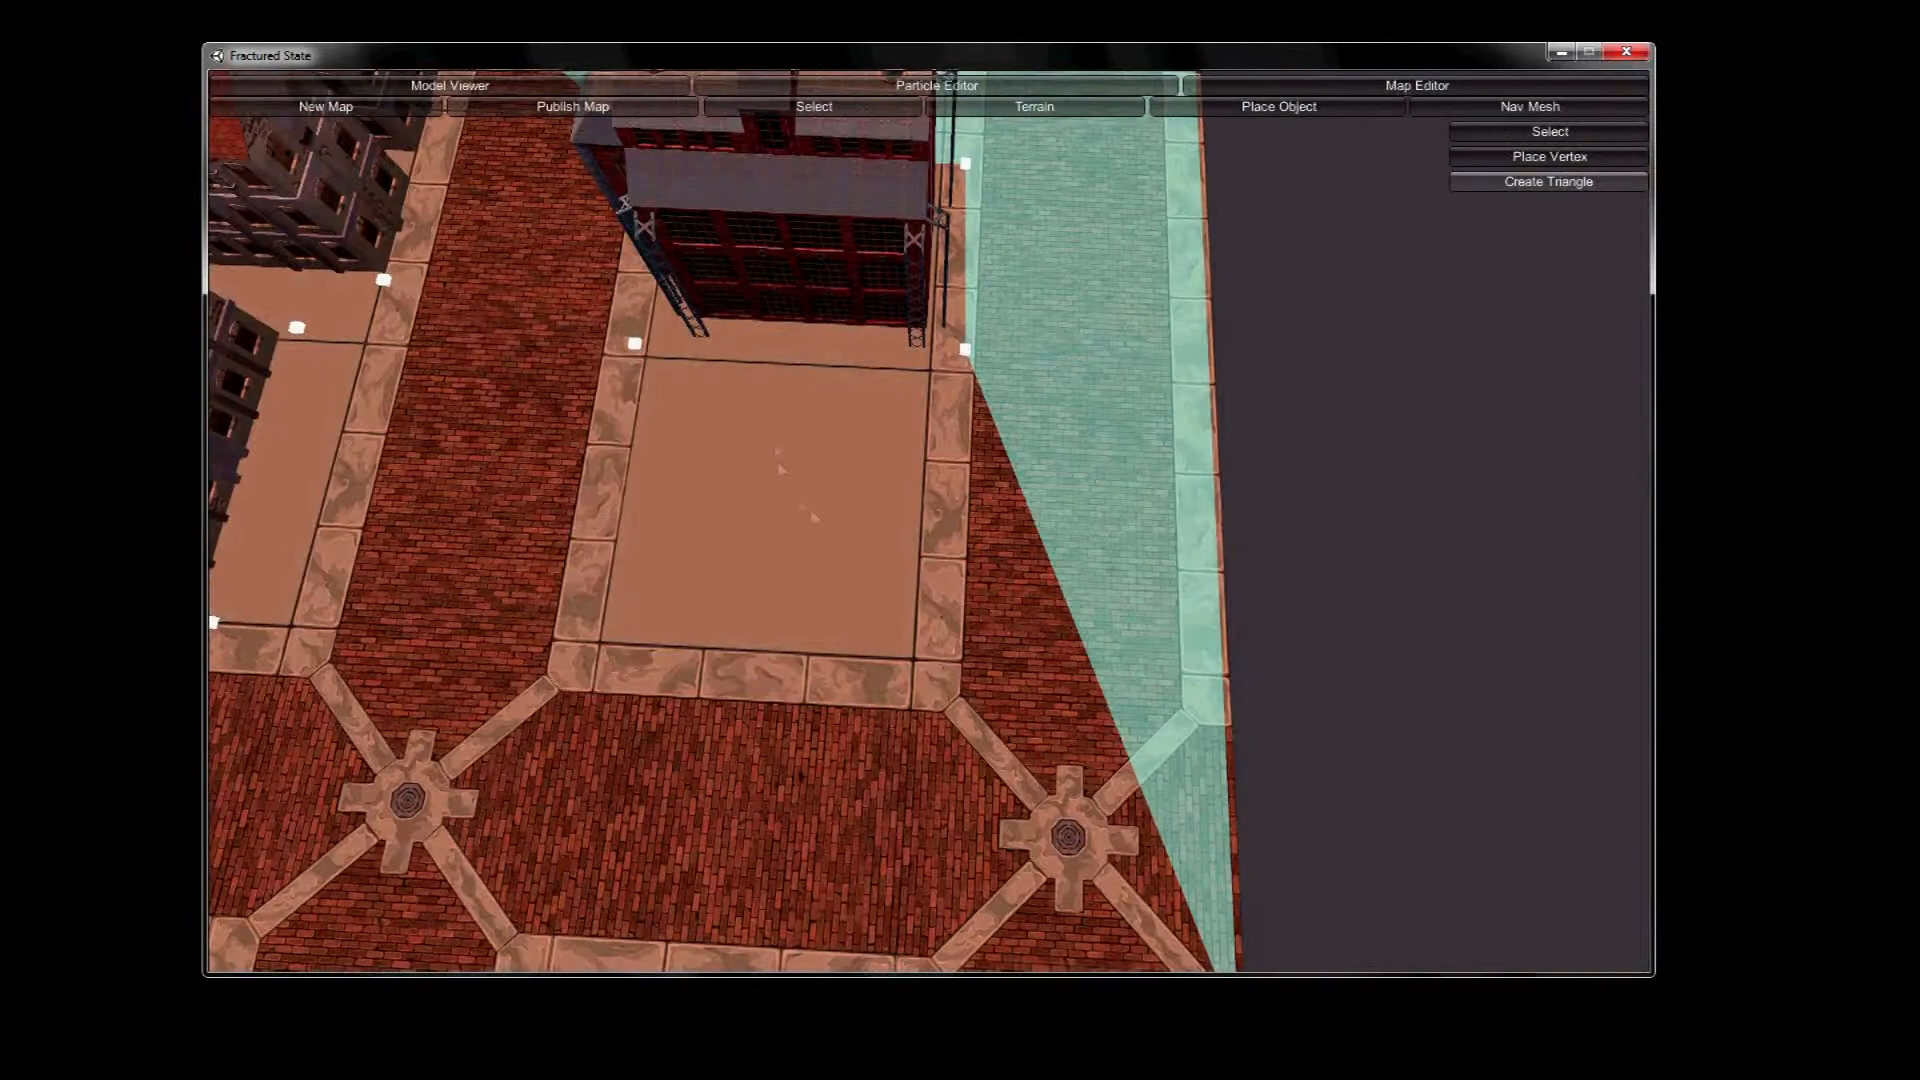 Fractured State
Model Viewer Particle Editor Map Editor
New Map Publish Map Select Terrain Place Object Nav Mesh
Select
Place Vertex
Create Triangle